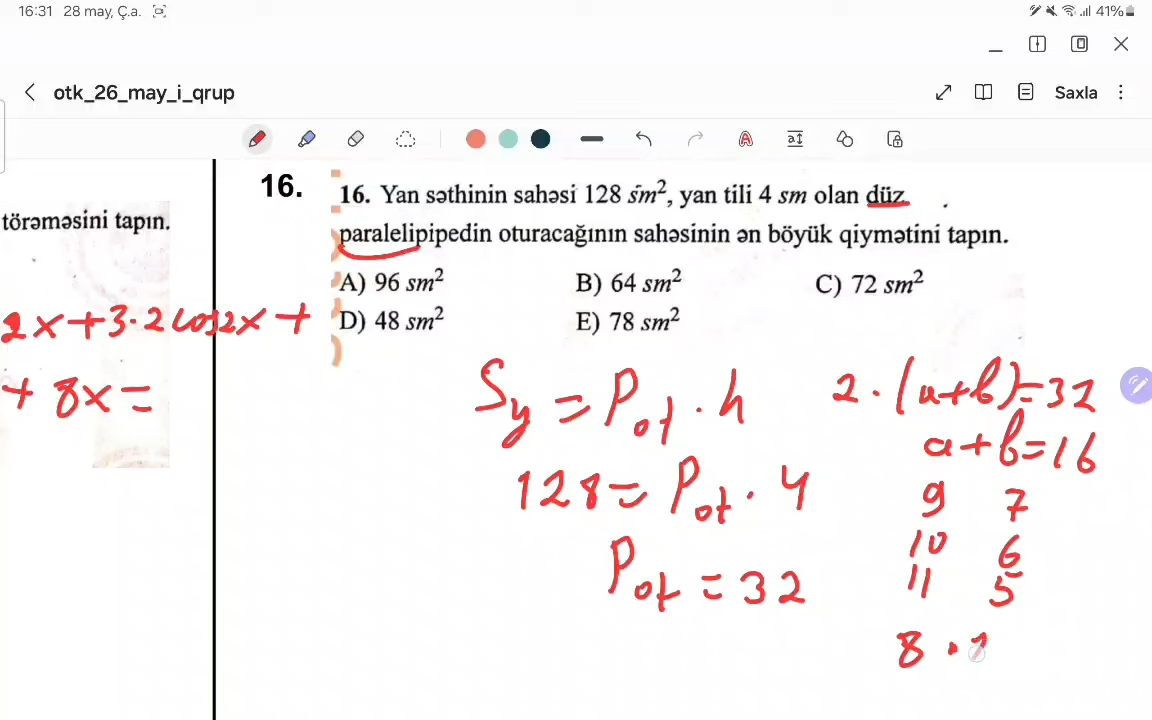 16:31 28 may, Ç.a. 41%
otk_26_may_i_qrup
Saxla
törəməsini tapın.
2x+3·2cos2x+
+8x=
16.
16. Yan səthinin sahəsi 128 sm², yan tili 4 sm olan düz
paralelipipedin oturacağının sahəsinin ən böyük qiymətini tapın.
A) 96 sm² B) 64 sm² C) 72 sm²
D) 48 sm² E) 78 sm²
Sy = Pot · h
128 = Pot · 4
Pot = 32
2·(a+b)=32
a+b=16
9 7
10 6
11 5
8 ·